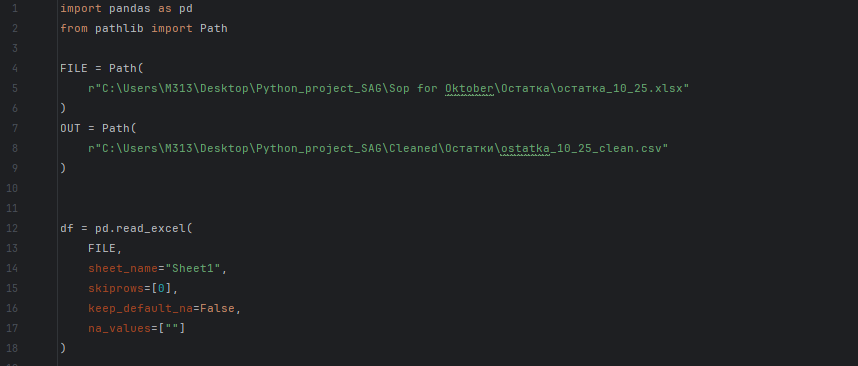 1 import pandas as pd
2 from pathlib import Path
3
4 FILE = Path(
5 r"C:\Users\M313\Desktop\Python_project_SAG\Sop for Oktober\Остатка\остатка_10_25.xlsx"
6 )
7 OUT = Path(
8 r"C:\Users\M313\Desktop\Python_project_SAG\Cleaned\Остатки\ostatka_10_25_clean.csv"
9 )
10
11
12 df = pd.read_excel(
13 FILE,
14 sheet_name="Sheet1",
15 skiprows=[0],
16 keep_default_na=False,
17 na_values=[""]
18 )